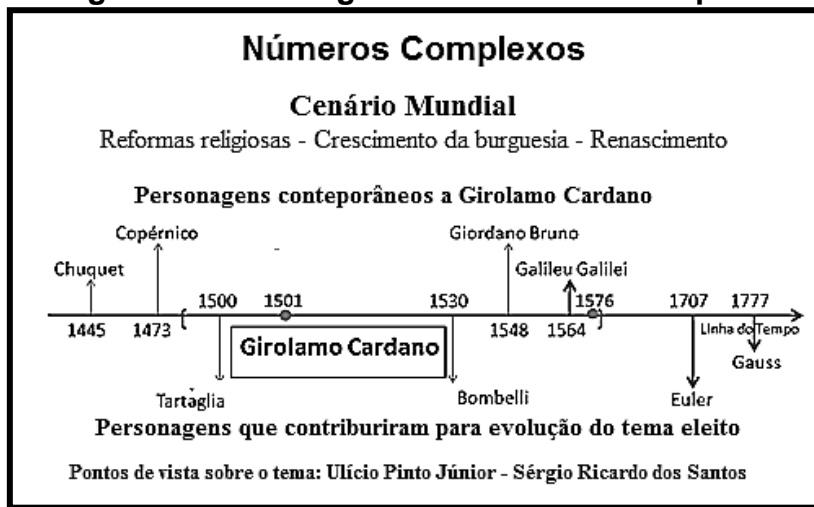 Números Complexos
Cenário Mundial
Reformas religiosas - Crescimento da burguesia - Renascimento
Personagens conteporâneos a Girolamo Cardano
Copérnico Giordano Bruno
Chuquet Galileu Galilei
1500 1501 1530 1576 1707 1777
1445 1473 1548 1564 Linha do Tempo
Girolamo Cardano
Gauss
Tartaglia Bombelli Euler
Personagens que contriburiram para evolução do tema eleito
Pontos de vista sobre o tema: Ulício Pinto Júnior - Sérgio Ricardo dos Santos